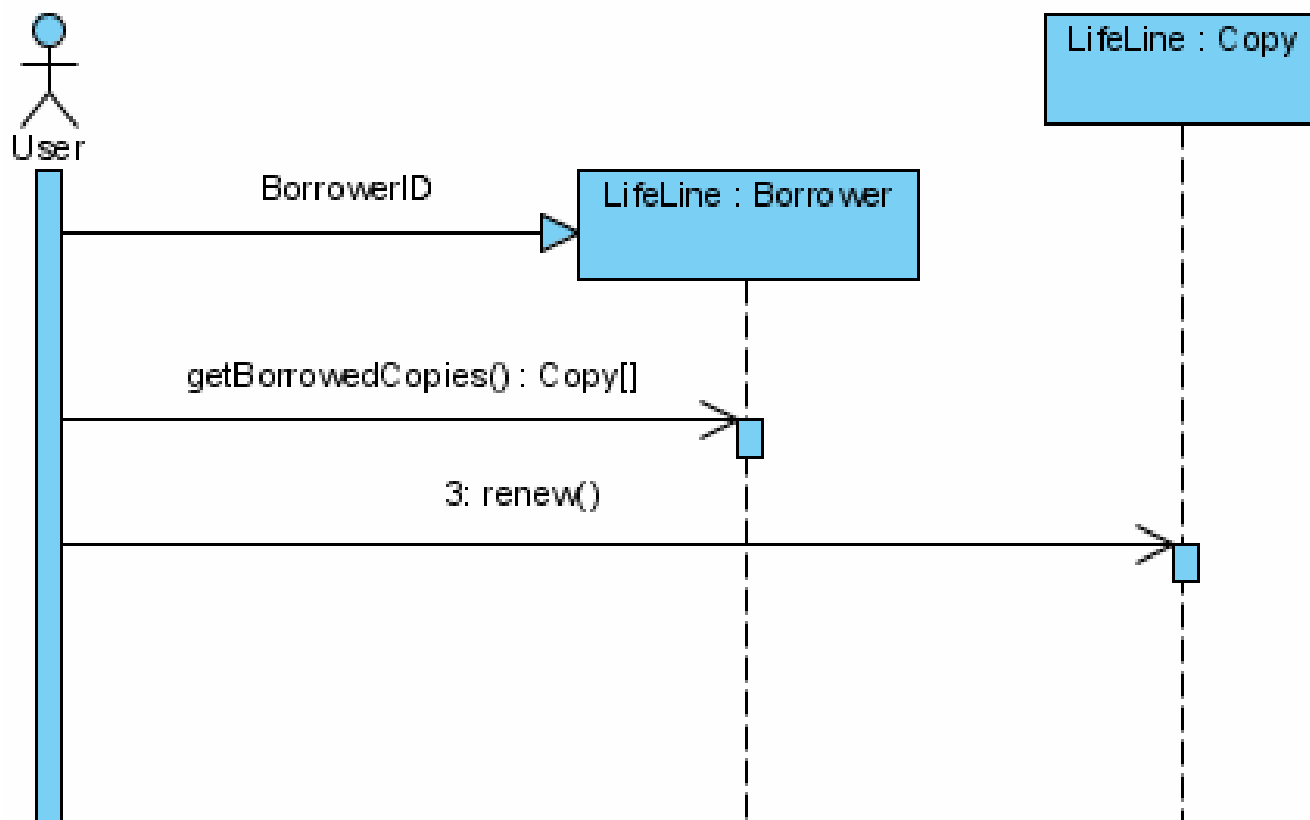 LifeLine : Copy
User
BorrowerID
LifeLine : Borrower
getBorrowedCopies() : Copy[]
3: renew()